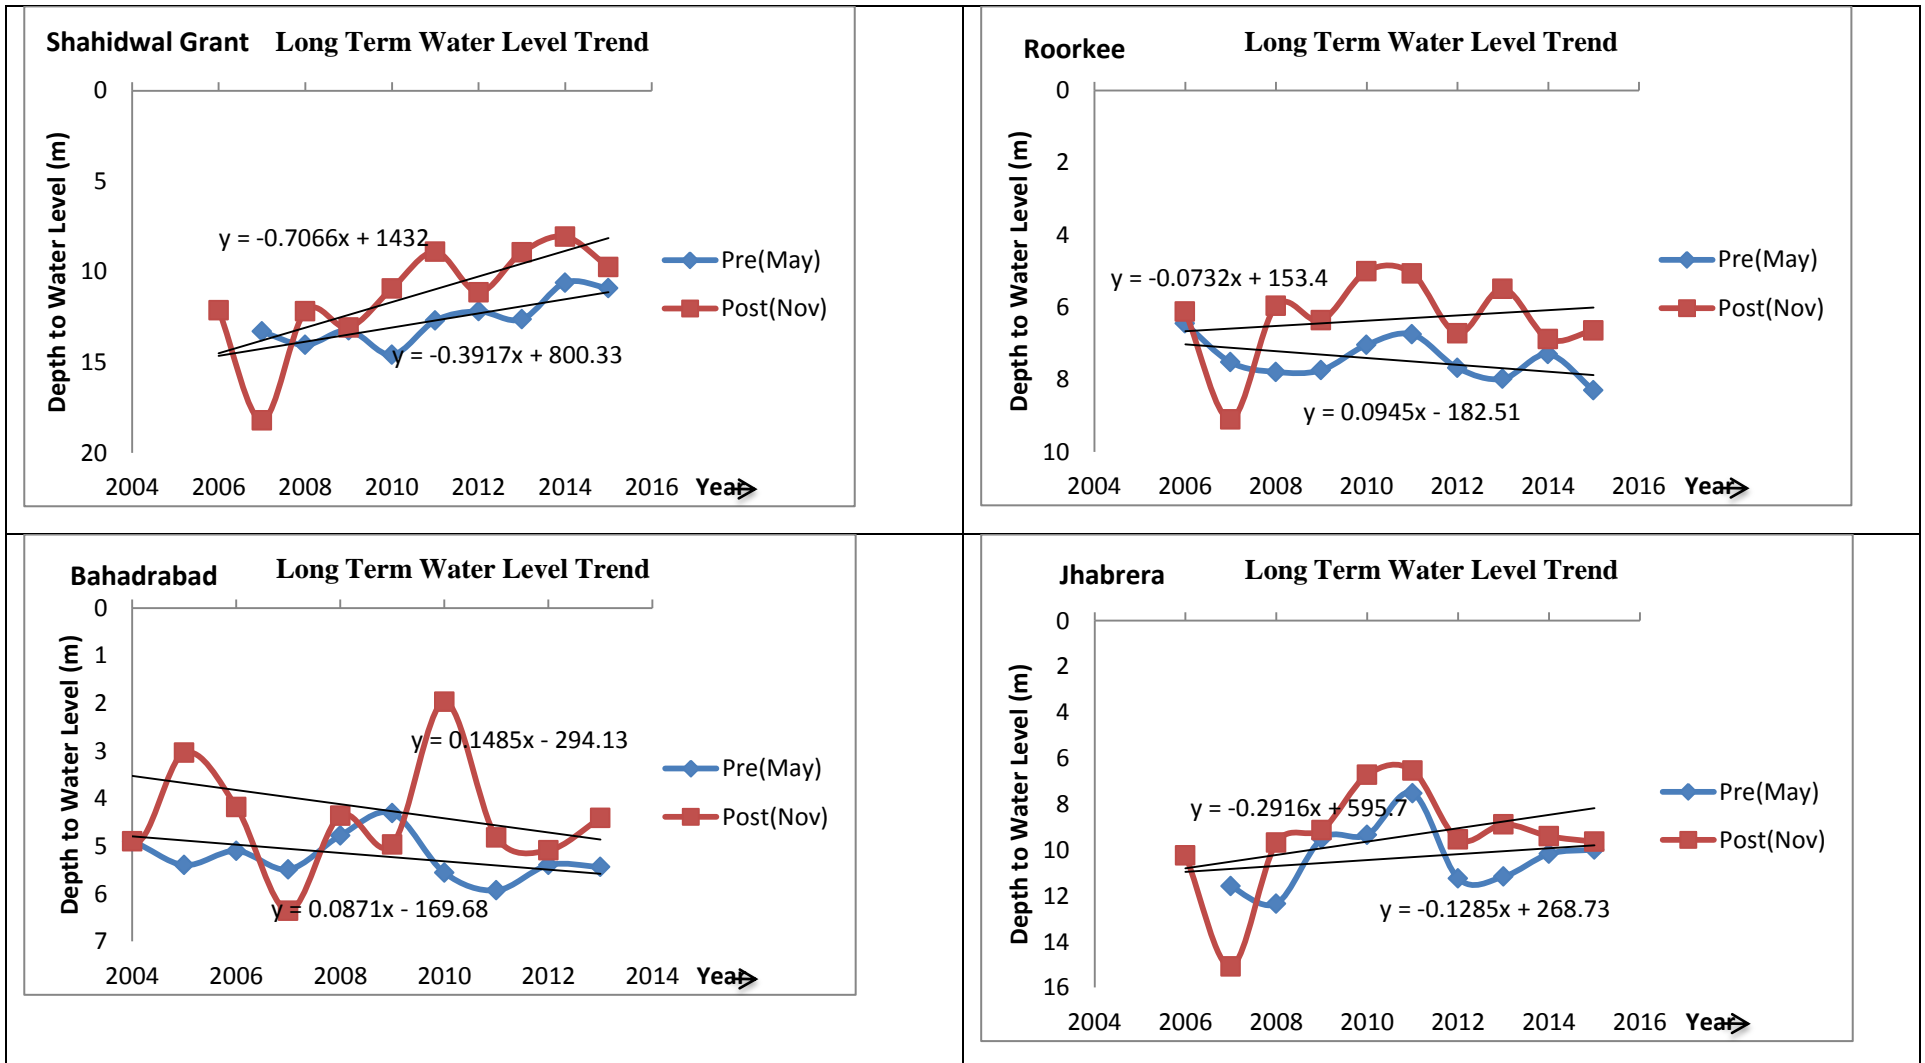 Shahidwal Grant Long Term Water Level Trend
Depth to Water Level (m)
0
5
10
15
20
y = -0.7066x + 1432
y = -0.3917x + 800.33
Pre(May)
Post(Nov)
2004 2006 2008 2010 2012 2014 2016 Year
Roorkee Long Term Water Level Trend
Depth to Water Level (m)
0
2
4
6
8
10
y = -0.0732x + 153.4
y = 0.0945x - 182.51
Pre(May)
Post(Nov)
2004 2006 2008 2010 2012 2014 2016 Year
Bahadrabad Long Term Water Level Trend
Depth to Water Level (m)
0
1
2
3
4
5
6
7
y = 0.1485x - 294.13
y = 0.0871x - 169.68
Pre(May)
Post(Nov)
2004 2006 2008 2010 2012 2014 Year
Jhabrera Long Term Water Level Trend
Depth to Water Level (m)
0
2
4
6
8
10
12
14
16
y = -0.2916x + 595.7
y = -0.1285x + 268.73
Pre(May)
Post(Nov)
2004 2006 2008 2010 2012 2014 2016 Year